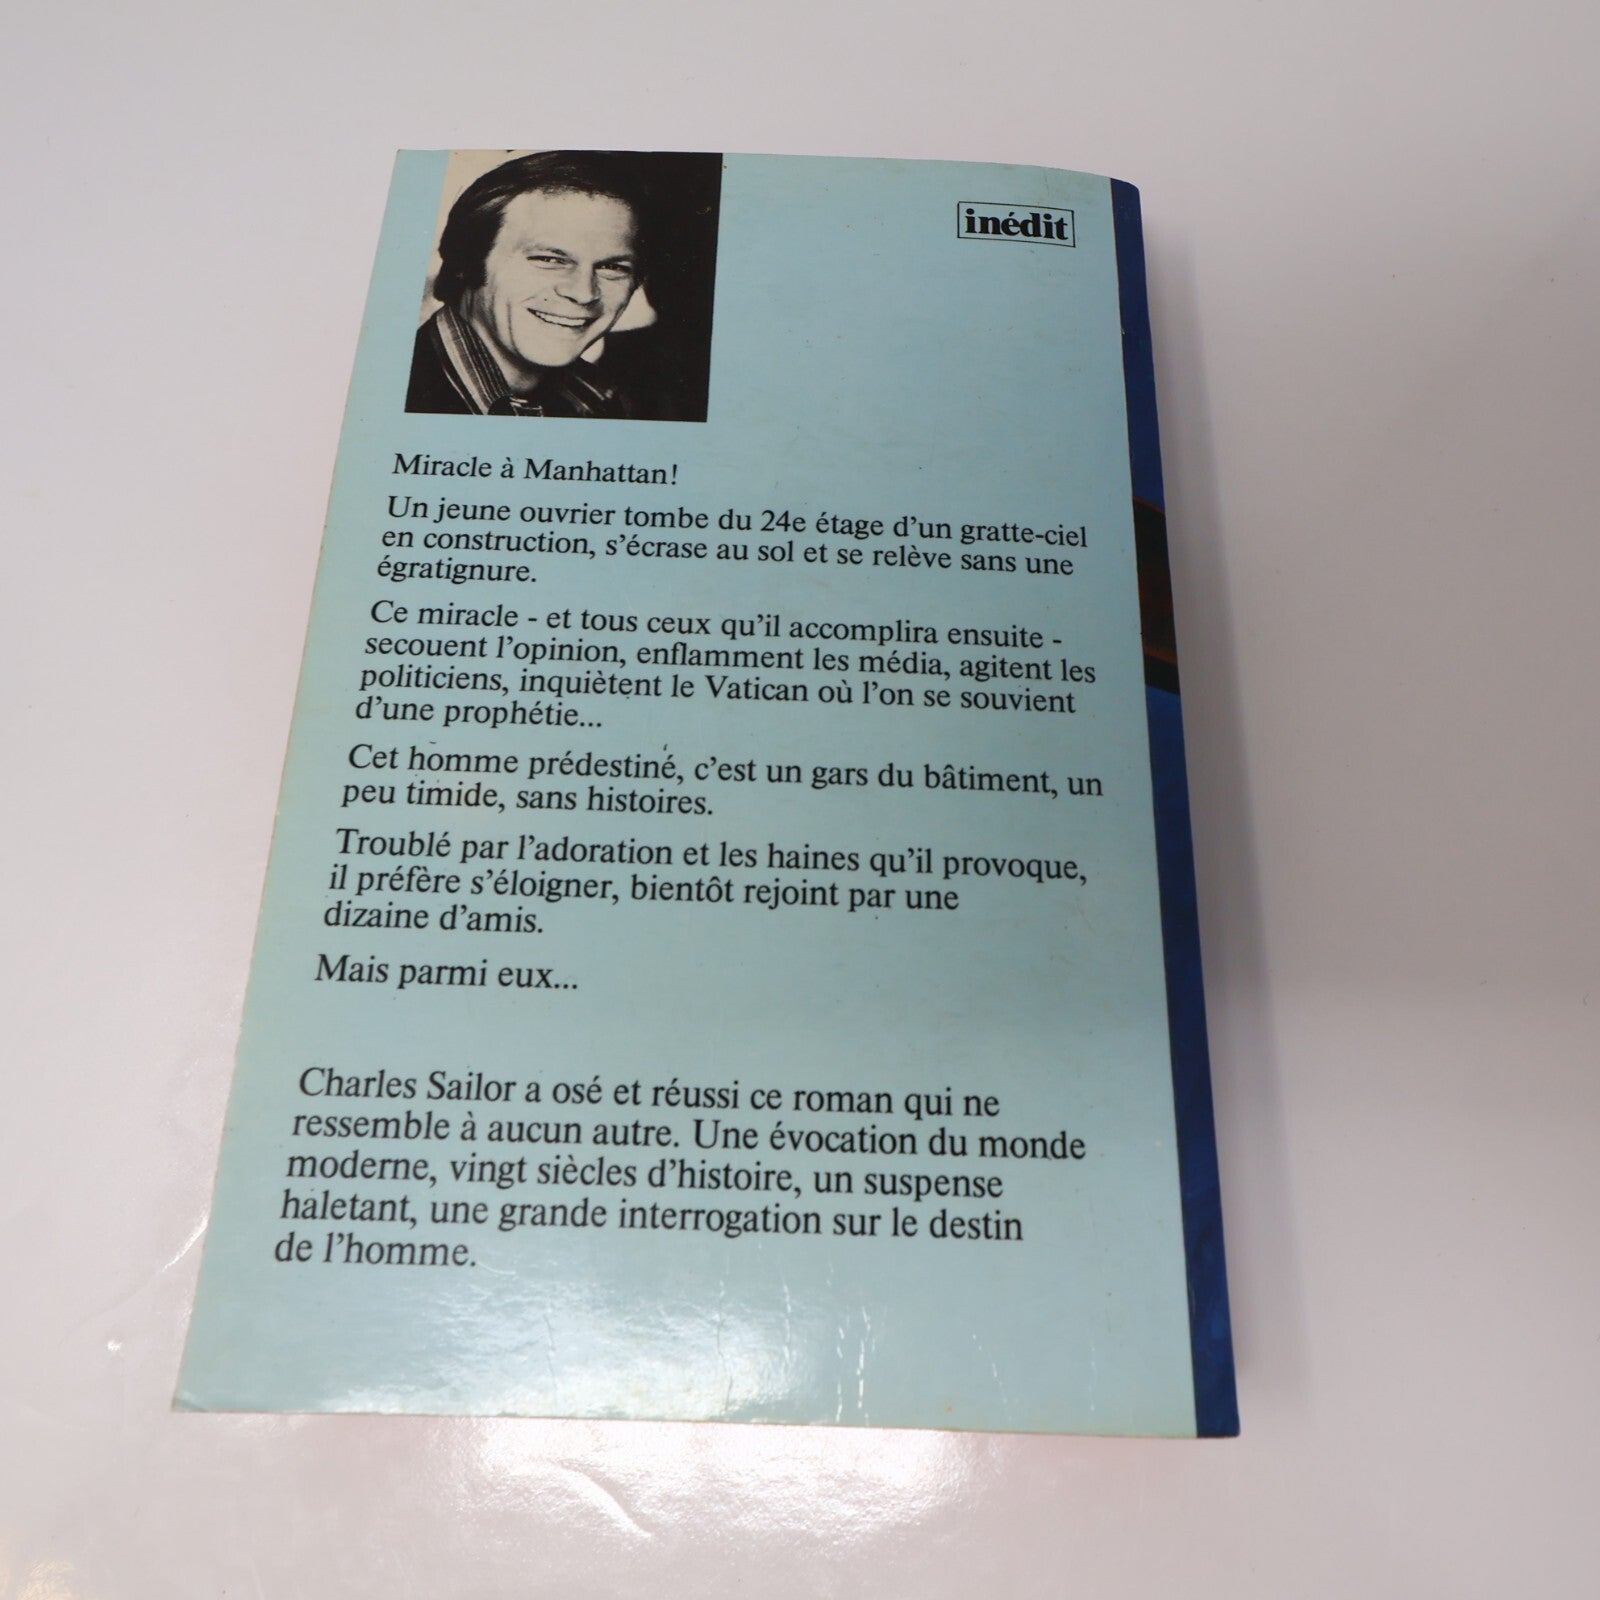 inédit
Miracle à Manhattan!
Un jeune ouvrier tombe du 24e étage d'un gratte-ciel
en construction, s'écrase au sol et se relève sans une
égratignure.
Ce miracle - et tous ceux qu'il accomplira ensuite -
secouent l'opinion, enflamment les média, agitent les
politiciens, inquiètent le Vatican où l'on se souvient
d'une prophétie...
Cet homme prédestiné, c'est un gars du bâtiment, un
peu timide, sans histoires.
Troublé par l'adoration et les haines qu'il provoque,
il préfère s'éloigner, bientôt rejoint par une
dizaine d'amis.
Mais parmi eux...
Charles Sailor a osé et réussi ce roman qui ne
ressemble à aucun autre. Une évocation du monde
moderne, vingt siècles d'histoire, un suspense
haletant, une grande interrogation sur le destin
de l'homme.